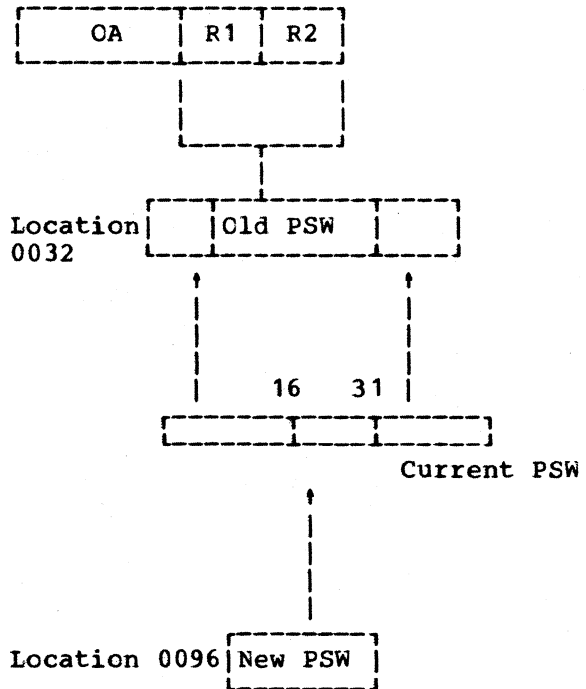 OA R1 R2
Location Old PSW
0032
16 31
Current PSW
Location 0096 New PSW